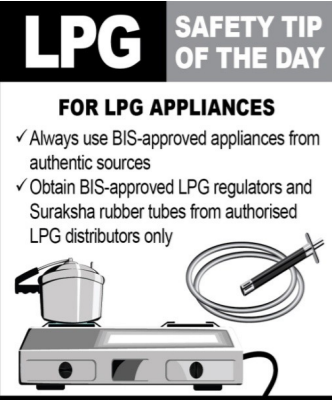 LPG
SAFETY TIP
OF THE DAY
FOR LPG APPLIANCES
✓ Always use BIS-approved appliances from
authentic sources
✓ Obtain BIS-approved LPG regulators and
Suraksha rubber tubes from authorised
LPG distributors only